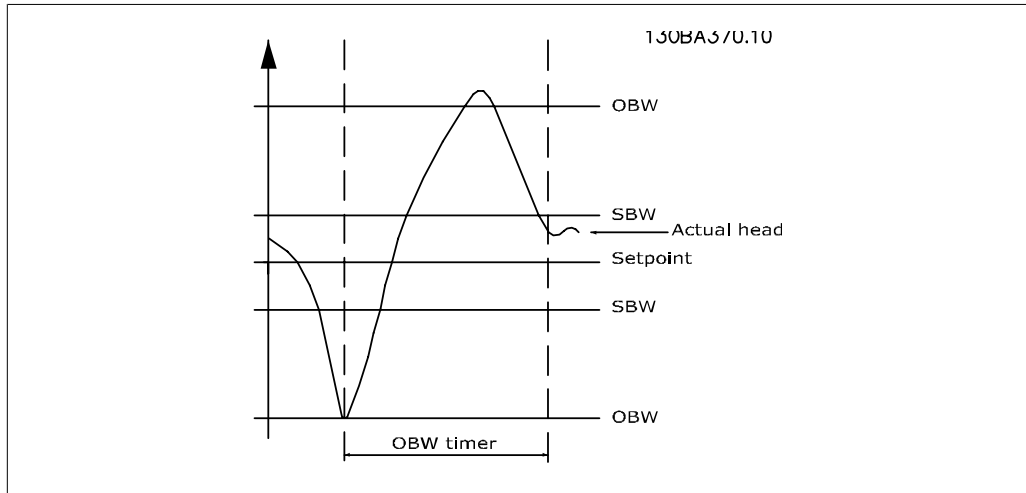 130BA370.10
OBW
SBW
Actual head
Setpoint
SBW
OBW
OBW timer